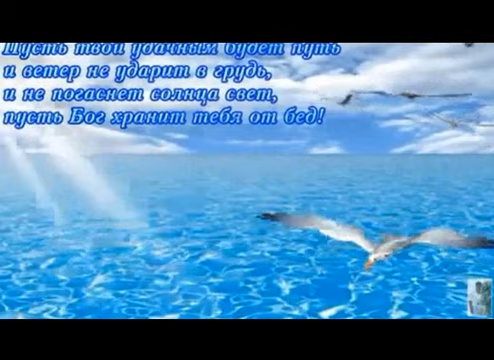 Пусть твой удачным будет путь
и ветер не ударит в грудь,
и не погаснет солнца свет,
пусть Бог хранит тебя от бед!